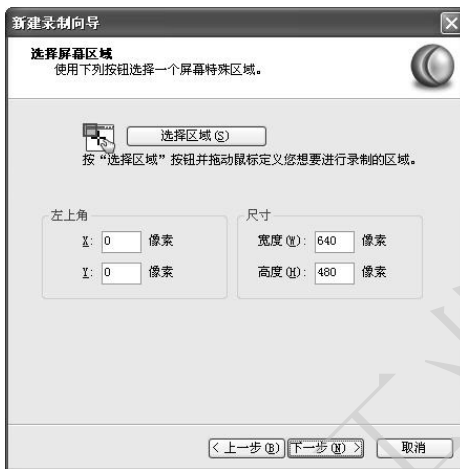 新建录制向导
选择屏幕区域
使用下列按钮选择一个屏幕特殊区域。
选择区域(S)
按“选择区域”按钮并拖动鼠标定义您想要进行录制的区域。
左上角 尺寸
X: 0 像素 宽度(W): 640 像素
Y: 0 像素 高度(H): 480 像素
< 上一步(B) 下一步(N) > 取消